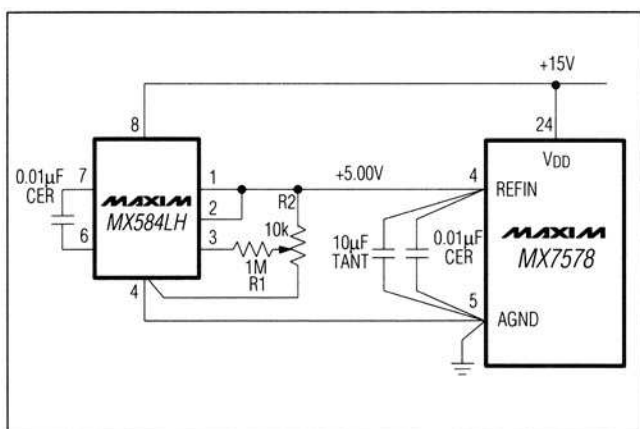 +15V
8
24
VDD
0.01µF
CER
7
1
+5.00V
4
REFIN
MAXIM
MX584LH
2
R2
10k
6
3
1M
R1
10µF
TANT
0.01µF
CER
MAXIM
MX7578
4
5
AGND